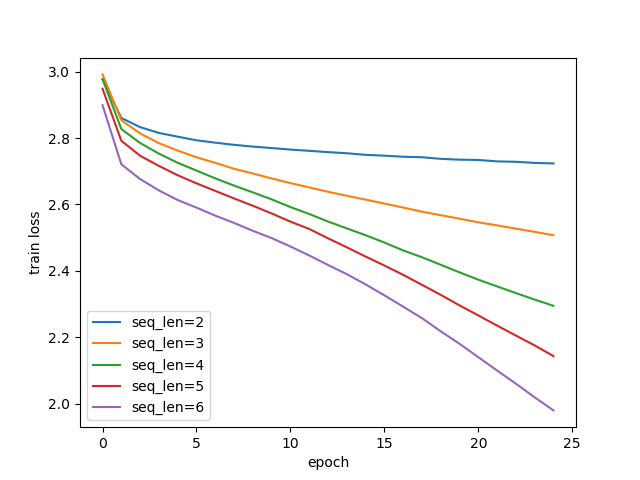 3.0
2.8
2.6
2.4
2.2
2.0
train loss
seq_len=2
seq_len=3
seq_len=4
seq_len=5
seq_len=6
0
5
10
15
20
25
epoch